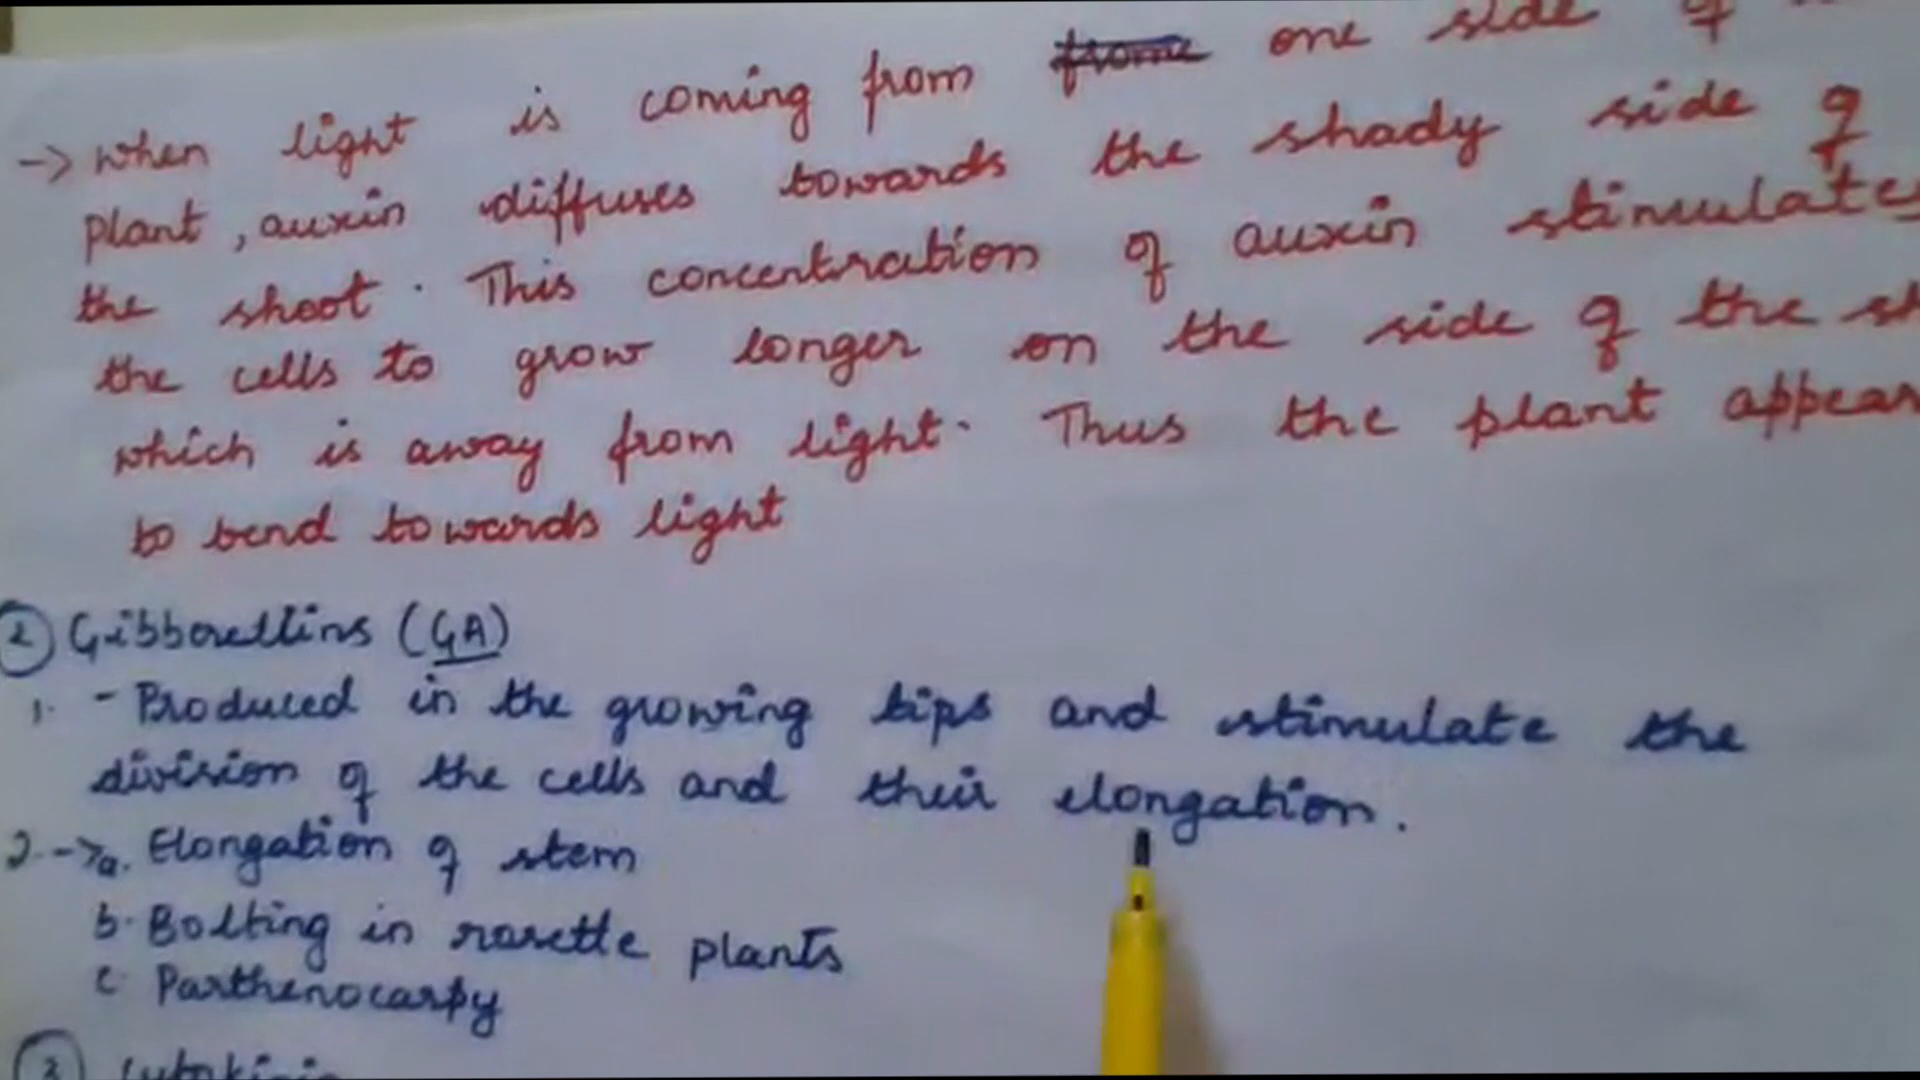 -> when light is coming from frome one side of
plant, auxin diffuses towards the shady side of
the shoot. This concentration of auxin stimulates
the cells to grow longer on the side of the
which is away from light. Thus the plant appear
to bend towards light
2 Gibberellins (GA)
1. - Produced in the growing tips and stimulate the
division of the cells and their elongation.
2. -> a. Elongation of stem
b. Bolting in rosette plants
c. Parthenocarpy
3 Cytokinin